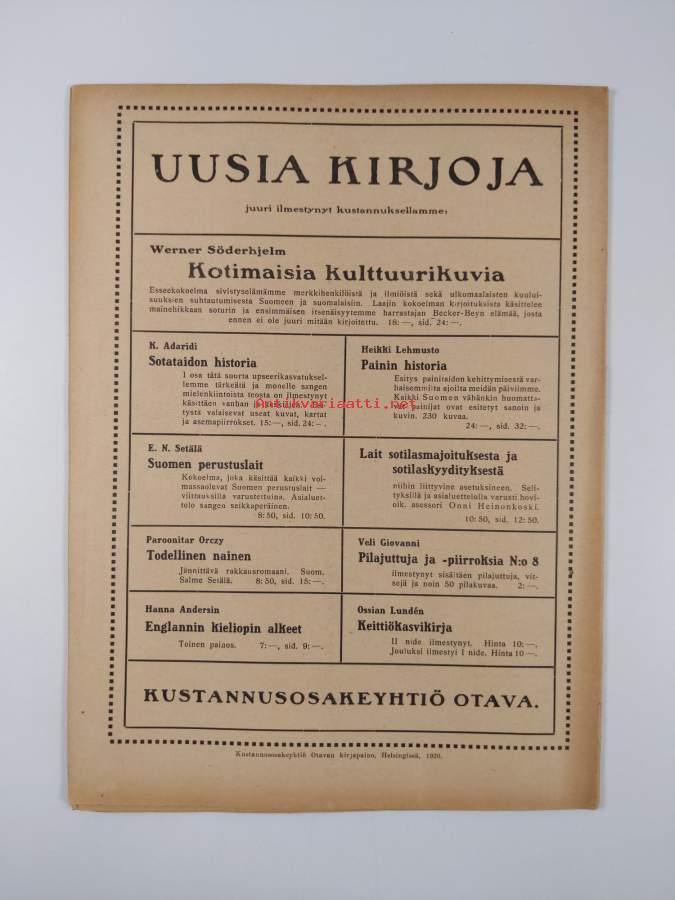 UUSIA KIRJOJA
juuri ilmestynyt kustannuksellamme:
Werner Söderhjelm
Kotimaisia kulttuurikuvia
Esseekokoelma sivistyselämämme merkkihenkilöistä ja ilmiöistä sekä ulkomaalaisten kuului-
suuksien suhtautumisesta Suomeen ja suomalaisiin. Laajin kokoelman kirjoituksista käsittelee
mainehikkaan soturin ja ensimmäisen itsenäisyytemme harrastajan Becker-Beyn elämää, josta
ennen ei ole juuri mitään kirjoitettu. 18: —, sid. 24: —.
K. Adaridi
Sotataidon historia
I osa tätä suurta upseerikasvatuksel-
lemme tärkeätä ja monelle sangen
mielenkiintoista teosta on ilmestynyt
käsittäen vanhan ja
tystä valaisevat useat kuvat, kartat
ja asemapiirrokset. 15: —, sid. 24: — .
Heikki Lehmusto
Painin historia
Esitys painitaidon kehittymisestä var-
haisemmilta ajoilta meidän päiviimme.
Kaikki Suomen vähänkin huomatta-
vat painijat ovat esitetyt sanoin ja
kuvin. 230 kuvaa.
24: —, sid. 32: —.
Antikvariaatti.net
E. N. Setälä
Suomen perustuslait
Kokoelma, joka käsittää kaikki voi-
massaolevat Suomen perustuslait —
viittauksilla varustettuina. Asialuet-
telo sangen seikkaperäinen.
8: 50, sid. 10: 50.
Lait sotilasmajoituksesta ja
sotilaskyydityksestä
niihin liittyvine asetuksineen. Seli-
tyksillä ja asialuettelolla varusti hovi-
oik. asessori Onni Heinonkoski.
10: 50, sid. 12: 50.
Paroonitar Orczy
Todellinen nainen
Jännittävä rakkausromaani. Suom.
Salme Setälä. 8: 50, sid. 15: —.
Veli Giovanni
Pilajuttuja ja -piirroksia N:o 8
ilmestynyt sisältäen pilajuttuja, vit-
sejä ja noin 50 pilakuvaa. 2: —.
Hanna Andersin
Englannin kieliopin alkeet
Toinen painos. 7: —, sid. 9: —.
Ossian Lundén
Keittiökasvikirja
II nide ilmestynyt. Hinta 10: —.
Jouluksi ilmestyi I nide. Hinta 10 —.
KUSTANNUSOSAKEYHTIÖ OTAVA.
Kustannusosakeyhtiö Otavan kirjapaino, Helsingissä, 1920.